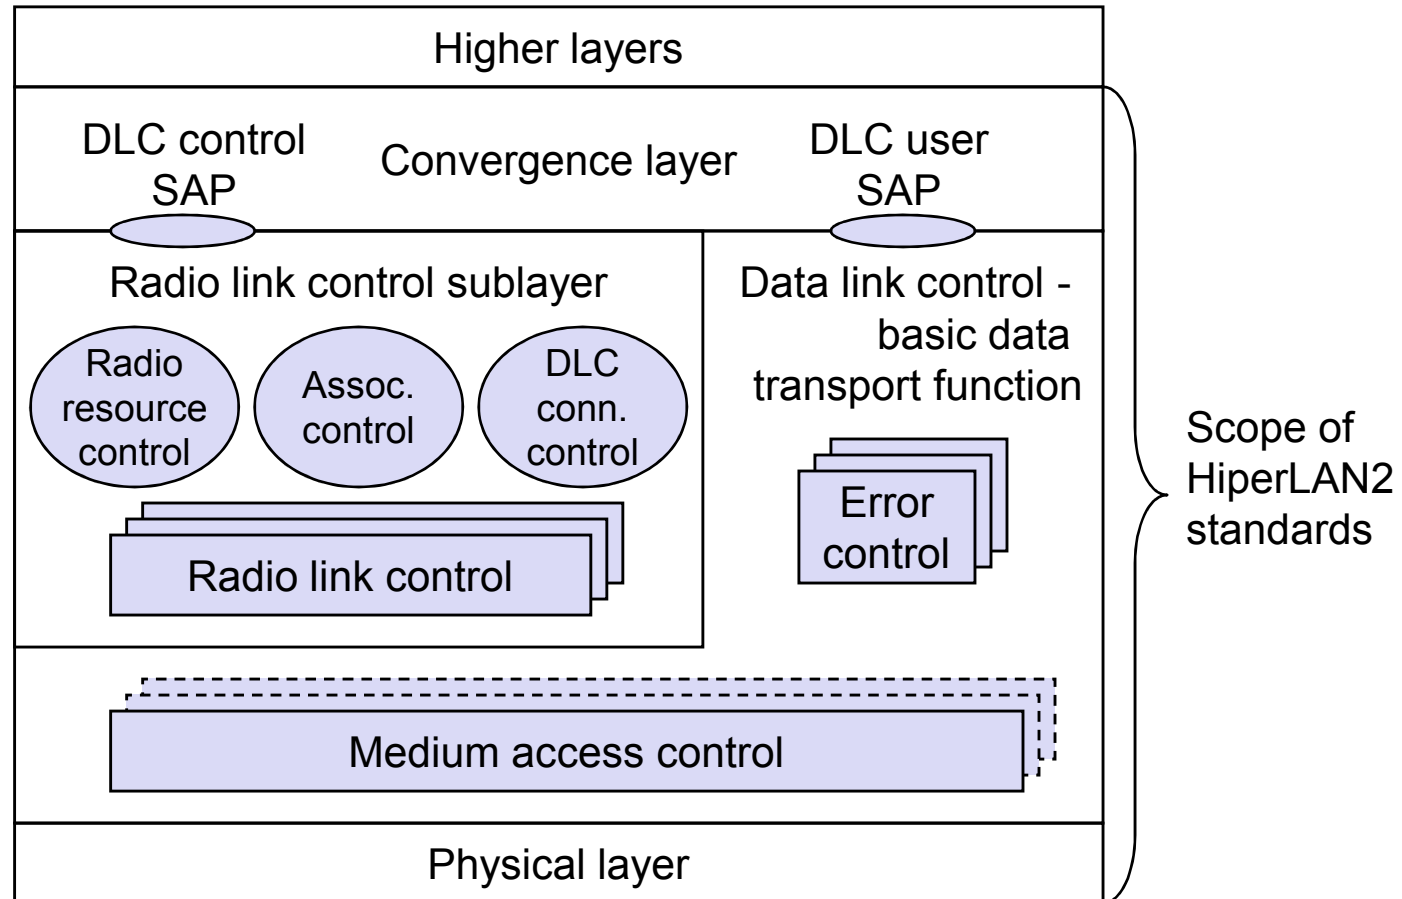 Higher layers
DLC control
SAP
Convergence layer
DLC user
SAP
Radio link control sublayer
Data link control -
basic data
transport function
Radio
resource
control
Assoc.
control
DLC
conn.
control
Error
control
Radio link control
Scope of
HiperLAN2
standards
Medium access control
Physical layer